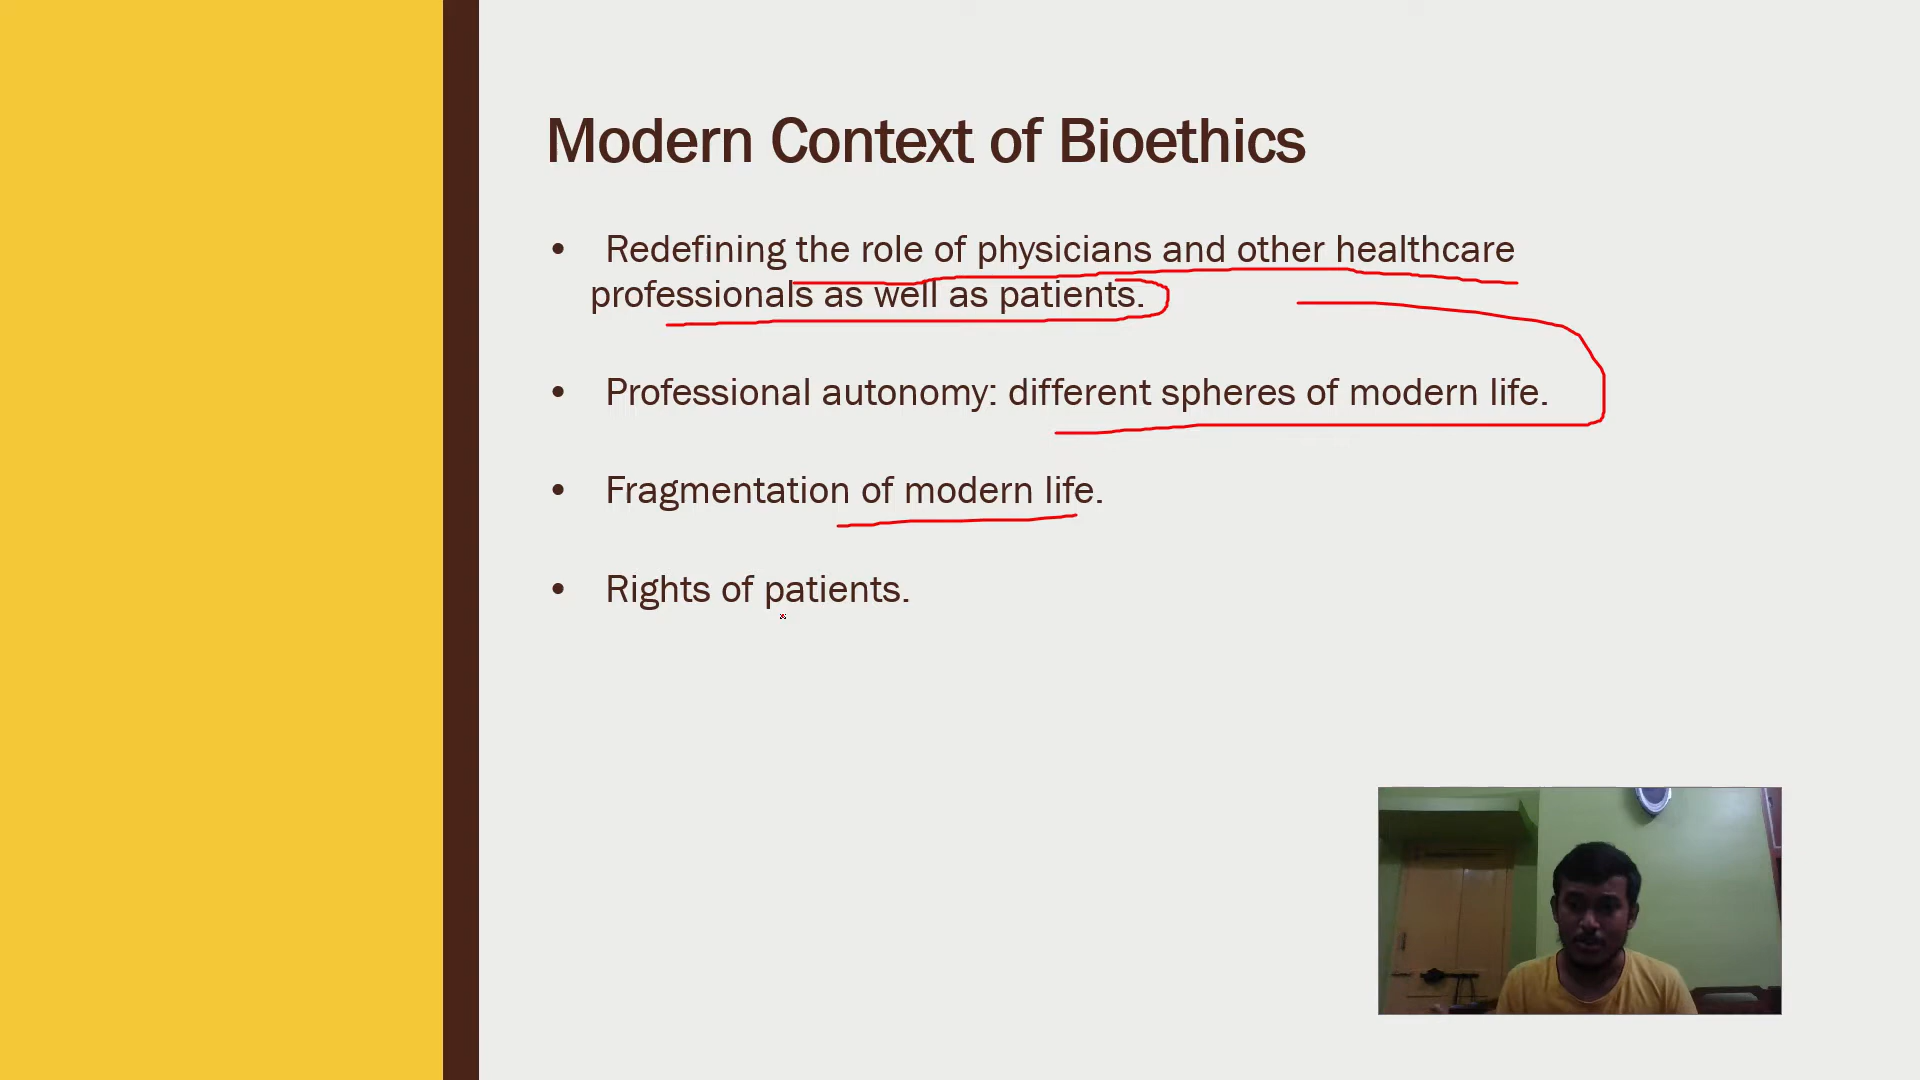 Modern Context of Bioethics
• Redefining the role of physicians and other healthcare
professionals as well as patients.
• Professional autonomy: different spheres of modern life.
• Fragmentation of modern life.
• Rights of patients.